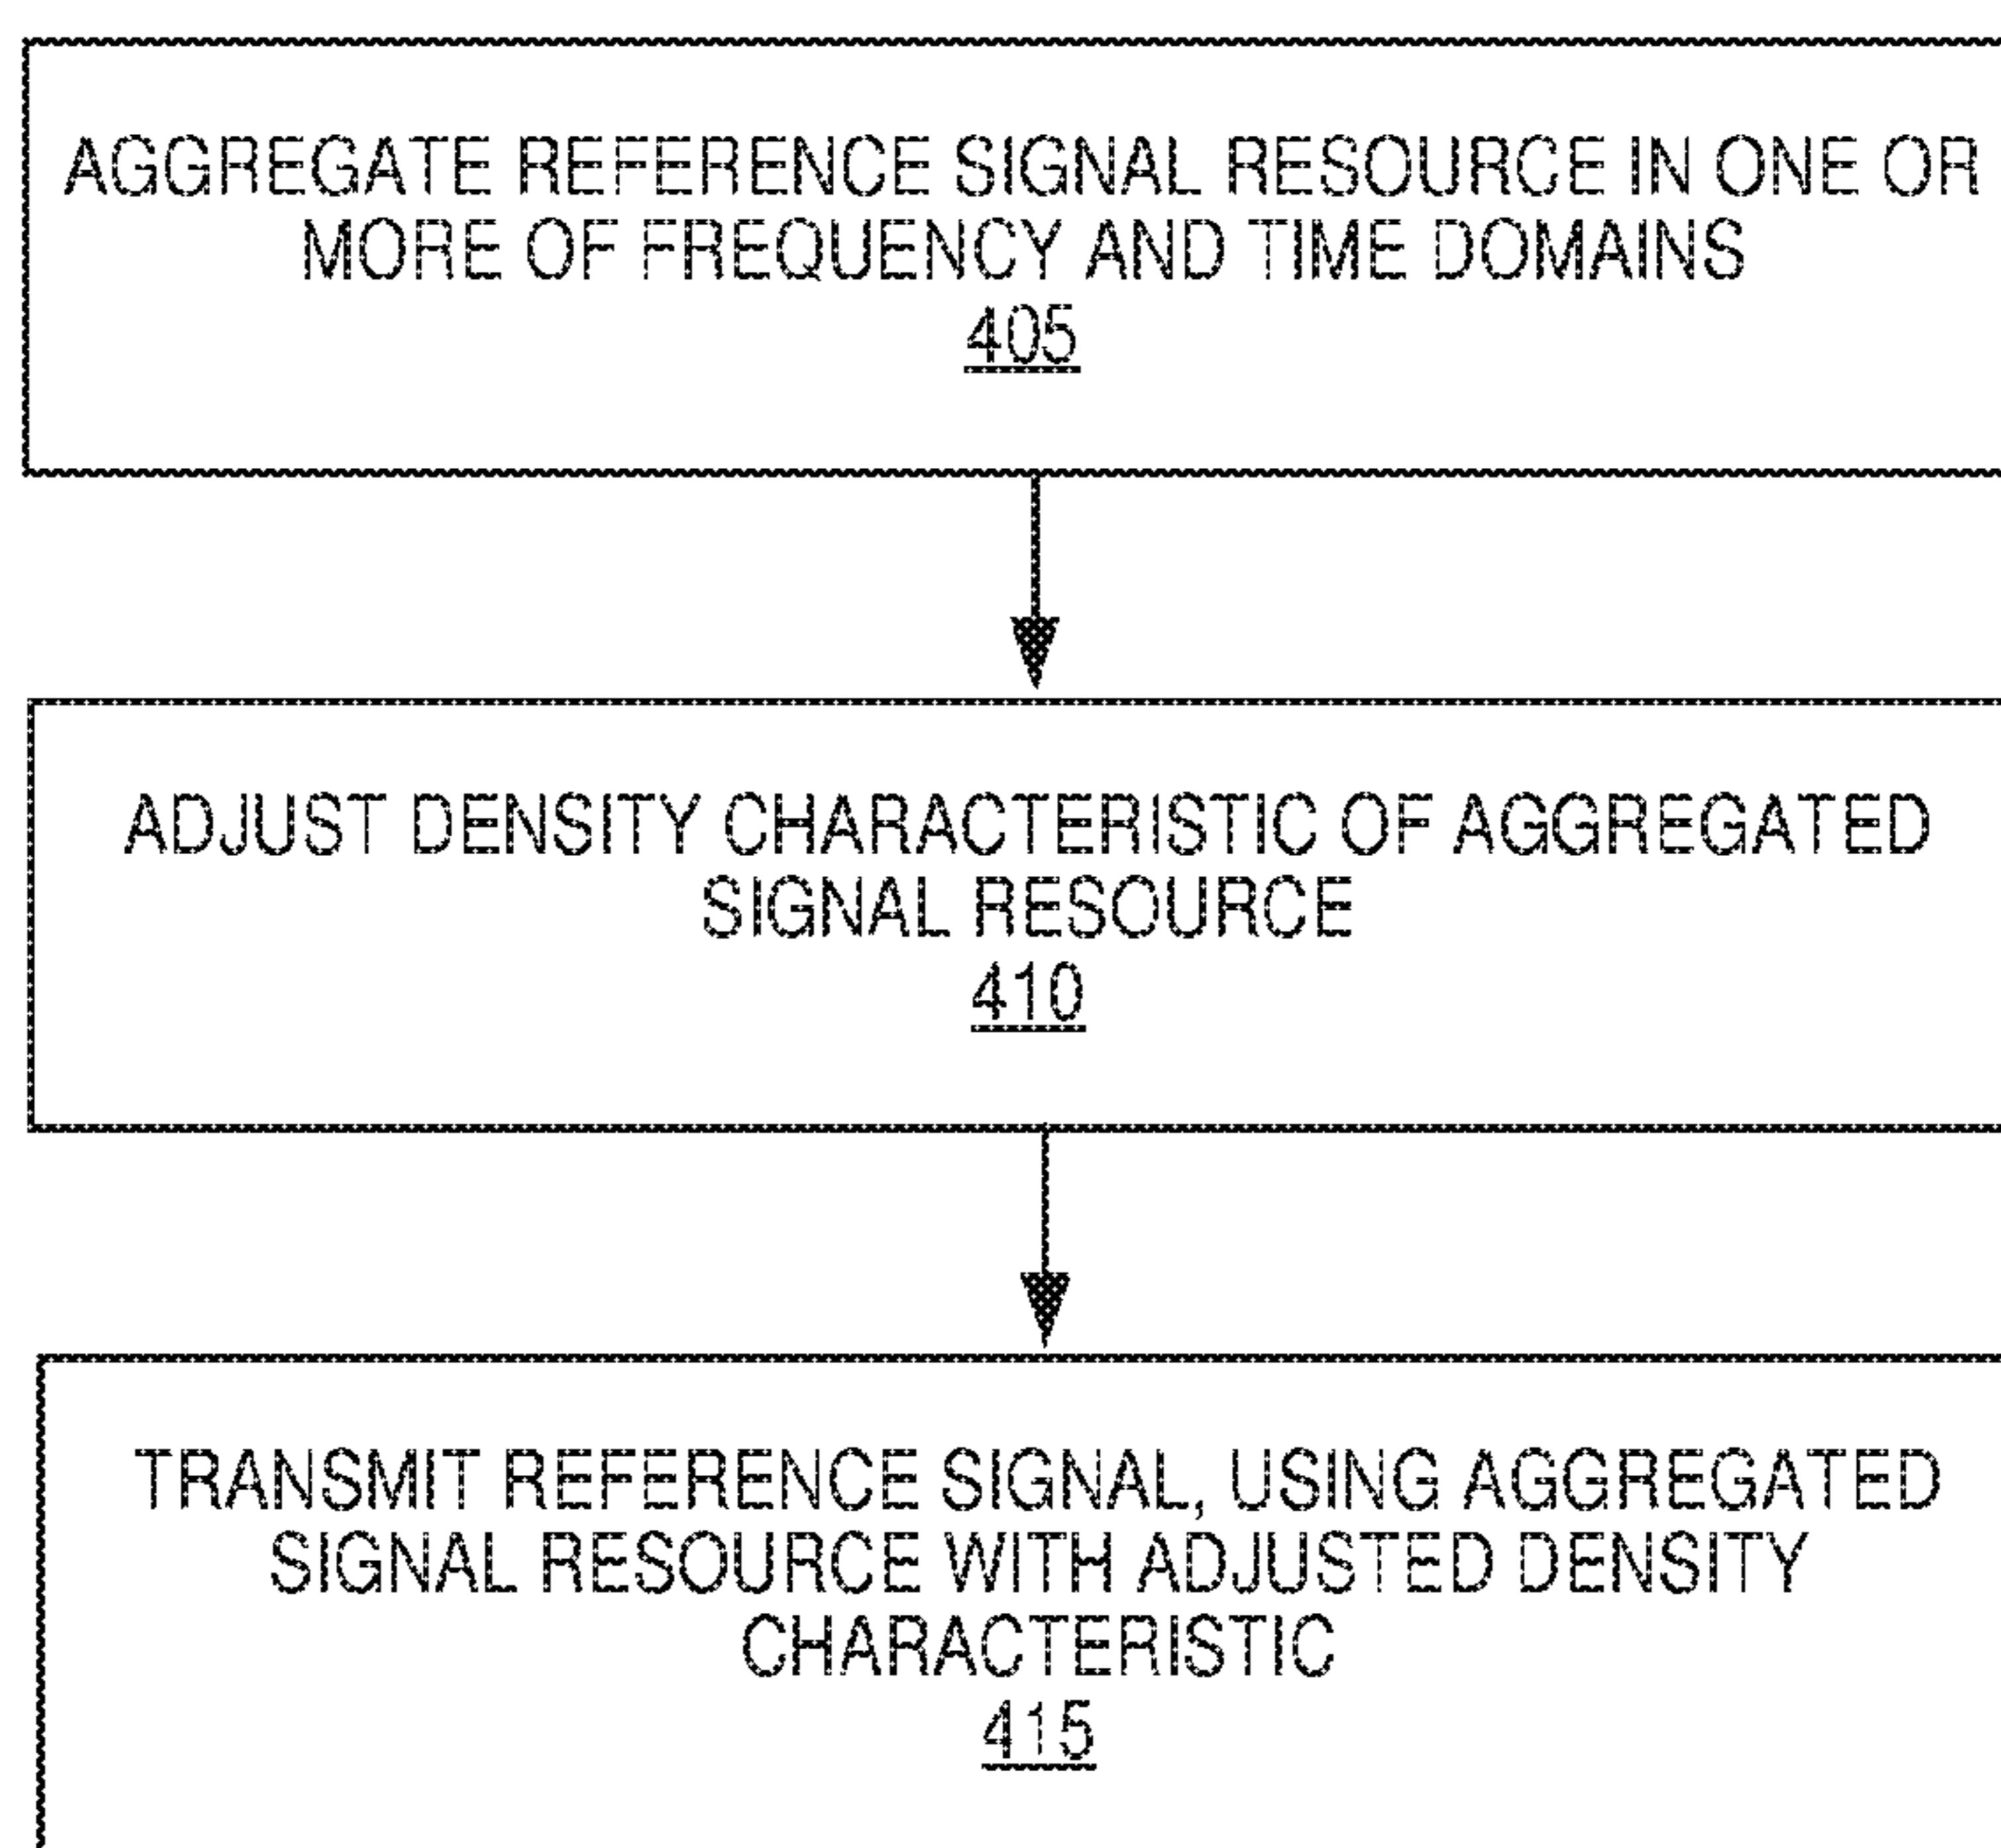 AGGREGATE REFERENCE SIGNAL RESOURCE IN ONE OR
MORE OF FREQUENCY AND TIME DOMAINS
405
ADJUST DENSITY CHARACTERISTIC OF AGGREGATED
SIGNAL RESOURCE
410
TRANSMIT REFERENCE SIGNAL, USING AGGREGATED
SIGNAL RESOURCE WITH ADJUSTED DENSITY
CHARACTERISTIC
415